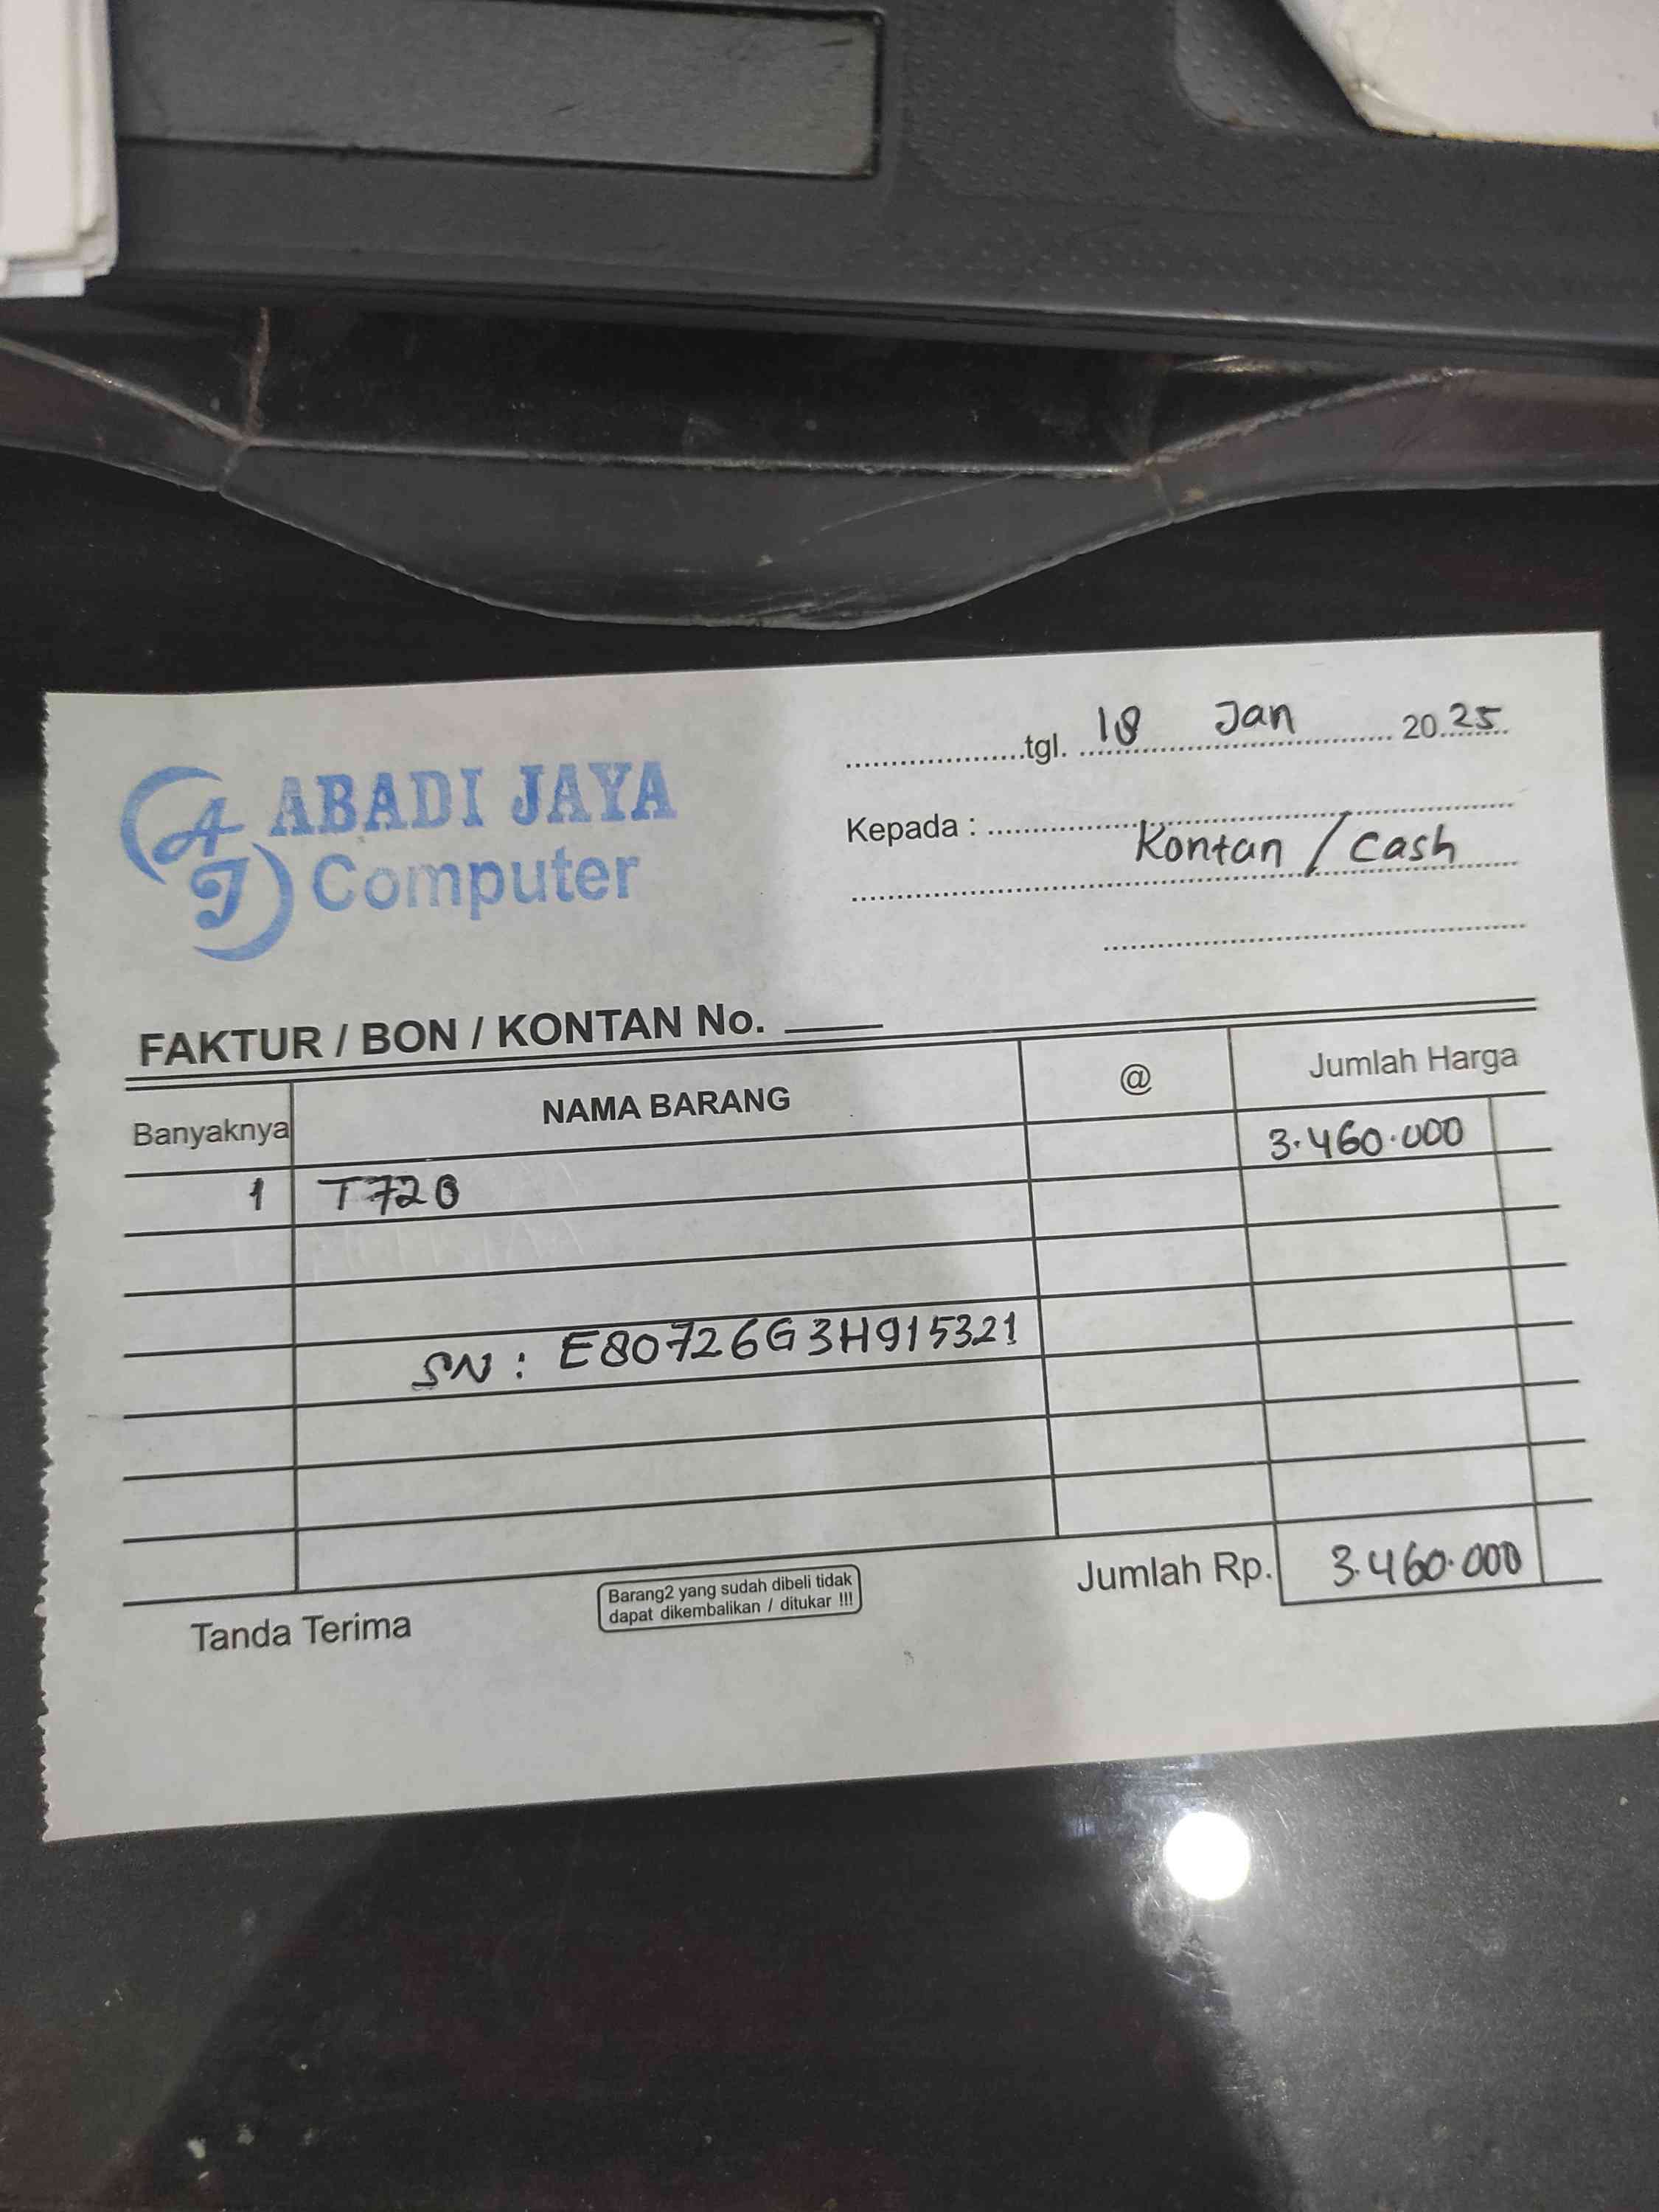 tgl. 18 Jan 2025
ABADI JAYA
Computer
AJ
Kepada : Kontan / Cash
FAKTUR / BON / KONTAN No.
Banyaknya NAMA BARANG @ Jumlah Harga
1 T720 3.460.000
SN : E80726G3H915321
Jumlah Rp. 3.460.000
Tanda Terima
Barang2 yang sudah dibeli tidak
dapat dikembalikan / ditukar !!!